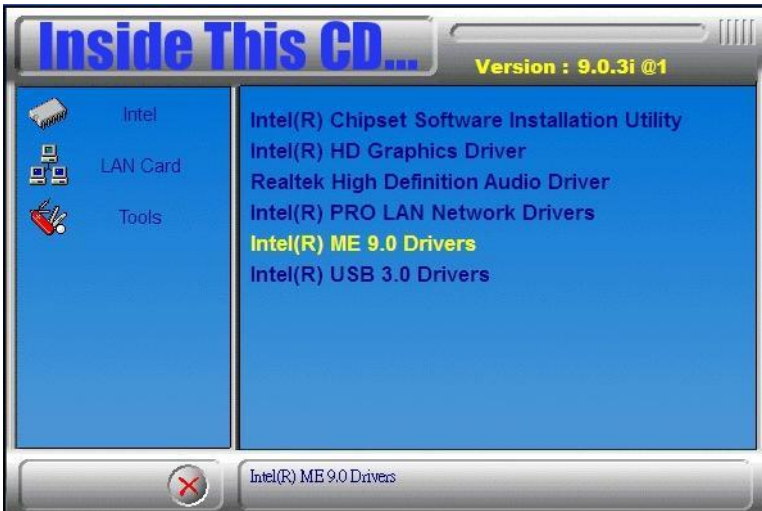 Inside This CD...
Version : 9.0.3i @1
Intel
LAN Card
Tools
Intel(R) Chipset Software Installation Utility
Intel(R) HD Graphics Driver
Realtek High Definition Audio Driver
Intel(R) PRO LAN Network Drivers
Intel(R) ME 9.0 Drivers
Intel(R) USB 3.0 Drivers
Intel(R) ME 9.0 Drivers